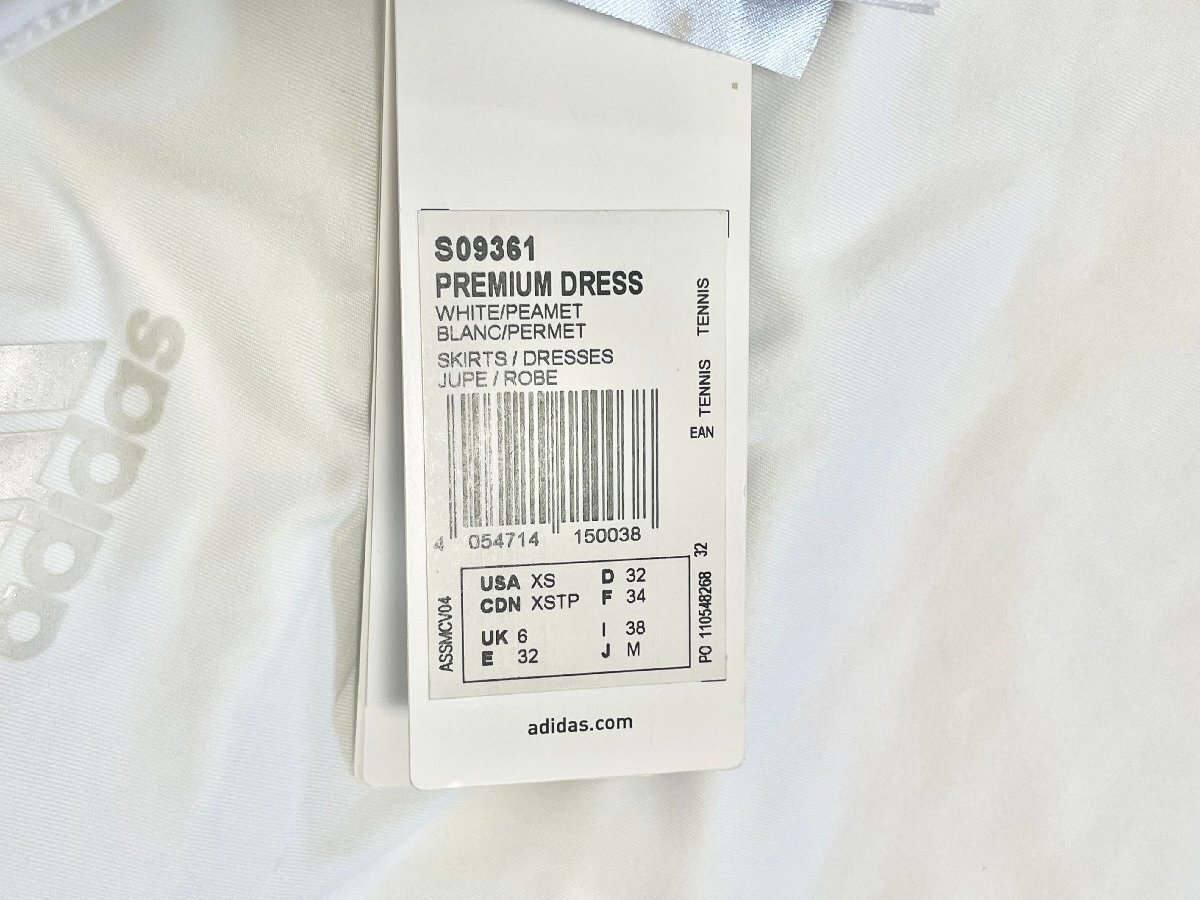 adidas
S09361
PREMIUM DRESS
WHITE/PEAMET
BLANC/PERMET
SKIRTS / DRESSES
JUPE / ROBE
EAN TENNIS TENNIS
4 054714 150038
ASSMCV04
USA XS D 32
CDN XSTP F 34
UK 6 I 38
E 32 J M
PO 110548268 32
adidas.com